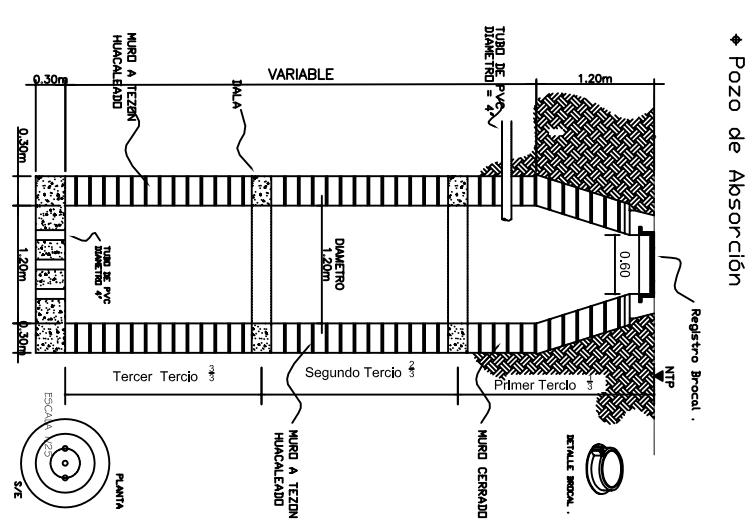 Pozo de Absorción
Registro Brocal .
NTP
1.20m
0.60
TUBO DE PVC
DIAMETRO = 4"
VARIABLE
DALA
MURO A TEZON
HUACALEADO
0.30m
0.30m
1.20m
0.30m
DIAMETRO
1.20m
TUBO DE PVC
DIAMETRO 4"
Primer Tercio 1/3
Segundo Tercio 2/3
Tercer Tercio 3/3
MURO CERRADO
MURO A TEZON
HUACALEADO
DETALLE BROCAL .
PLANTA
S/E
ESCALA 1:25